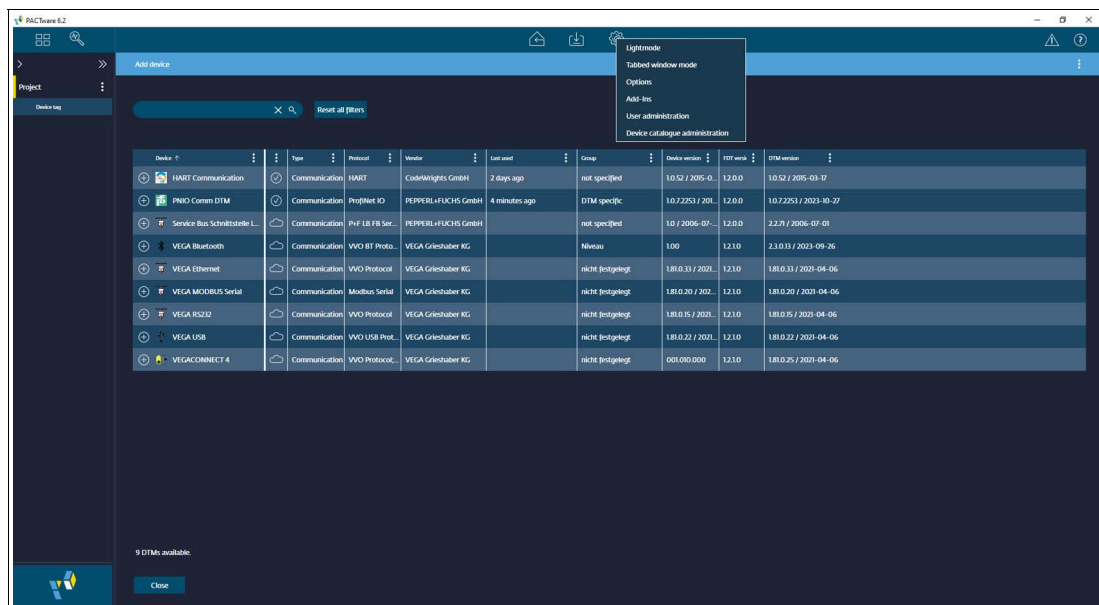 PACTware 6.2
Lightmode
Tabbed window mode
Options
Add-Ins
User administration
Device catalogue administration
Add device
Project
Device tag
Reset all filters
Device Type Protocol Vendor Last used Group Device version FDT versi DTM version
HART Communication Communication HART CodeWrights GmbH 2 days ago not specified 1.0.52 / 2015-0... 1.2.0.0 1.0.52 / 2015-03-17
PNIO Comm DTM Communication ProfiNet IO PEPPERL+FUCHS GmbH 4 minutes ago DTM specific 1.0.7.2253 / 201... 1.2.0.0 1.0.7.2253 / 2023-10-27
Service Bus Schnittstelle L... Communication P+F LB FB Ser... PEPPERL+FUCHS GmbH not specified 1.0 / 2006-07-... 1.2.0.0 2.2.71 / 2006-07-01
VEGA Bluetooth Communication VVO BT Proto... VEGA Grieshaber KG Niveau 1.00 1.2.1.0 2.3.0.13 / 2023-09-26
VEGA Ethernet Communication VVO Protocol VEGA Grieshaber KG nicht festgelegt 1.81.0.33 / 2021... 1.2.1.0 1.81.0.33 / 2021-04-06
VEGA MODBUS Serial Communication Modbus Serial VEGA Grieshaber KG nicht festgelegt 1.81.0.20 / 202... 1.2.1.0 1.81.0.20 / 2021-04-06
VEGA RS232 Communication VVO Protocol VEGA Grieshaber KG nicht festgelegt 1.81.0.15 / 2021... 1.2.1.0 1.81.0.15 / 2021-04-06
VEGA USB Communication VVO USB Prot... VEGA Grieshaber KG nicht festgelegt 1.81.0.22 / 2021... 1.2.1.0 1.81.0.22 / 2021-04-06
VEGACONNECT 4 Communication VVO Protocol;... VEGA Grieshaber KG nicht festgelegt 001.010.000 1.2.1.0 1.81.0.25 / 2021-04-06
9 DTMs available.
Close